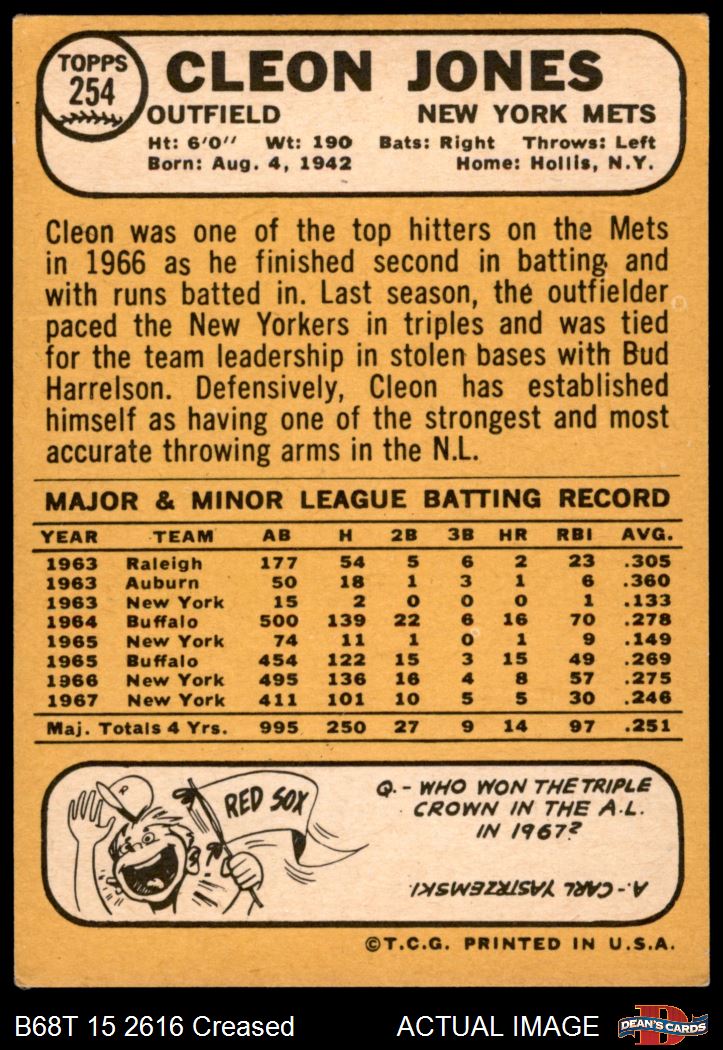 TOPPS
254
CLEON JONES
OUTFIELD NEW YORK METS
Ht: 6'0" Wt: 190 Bats: Right Throws: Left
Born: Aug. 4, 1942 Home: Hollis, N.Y.
Cleon was one of the top hitters on the Mets
in 1966 as he finished second in batting and
with runs batted in. Last season, the outfielder
paced the New Yorkers in triples and was tied
for the team leadership in stolen bases with Bud
Harrelson. Defensively, Cleon has established
himself as having one of the strongest and most
accurate throwing arms in the N.L.
MAJOR & MINOR LEAGUE BATTING RECORD
YEAR TEAM AB H 2B 3B HR RBI AVG.
1963 Raleigh 177 54 5 6 2 23 .305
1963 Auburn 50 18 1 3 1 6 .360
1963 New York 15 2 0 0 0 1 .133
1964 Buffalo 500 139 22 6 16 70 .278
1965 New York 74 11 1 0 1 9 .149
1965 Buffalo 454 122 15 3 15 49 .269
1966 New York 495 136 16 4 8 57 .275
1967 New York 411 101 10 5 5 30 .246
Maj. Totals 4 Yrs. 995 250 27 9 14 97 .251
R
RED SOX
Q.- WHO WON THE TRIPLE
CROWN IN THE A.L.
IN 1967?
A.- CARL YASTRZEMSKI
©T.C.G. PRINTED IN U.S.A.
B68T 15 2616 Creased ACTUAL IMAGE
D
DEAN'S CARDS